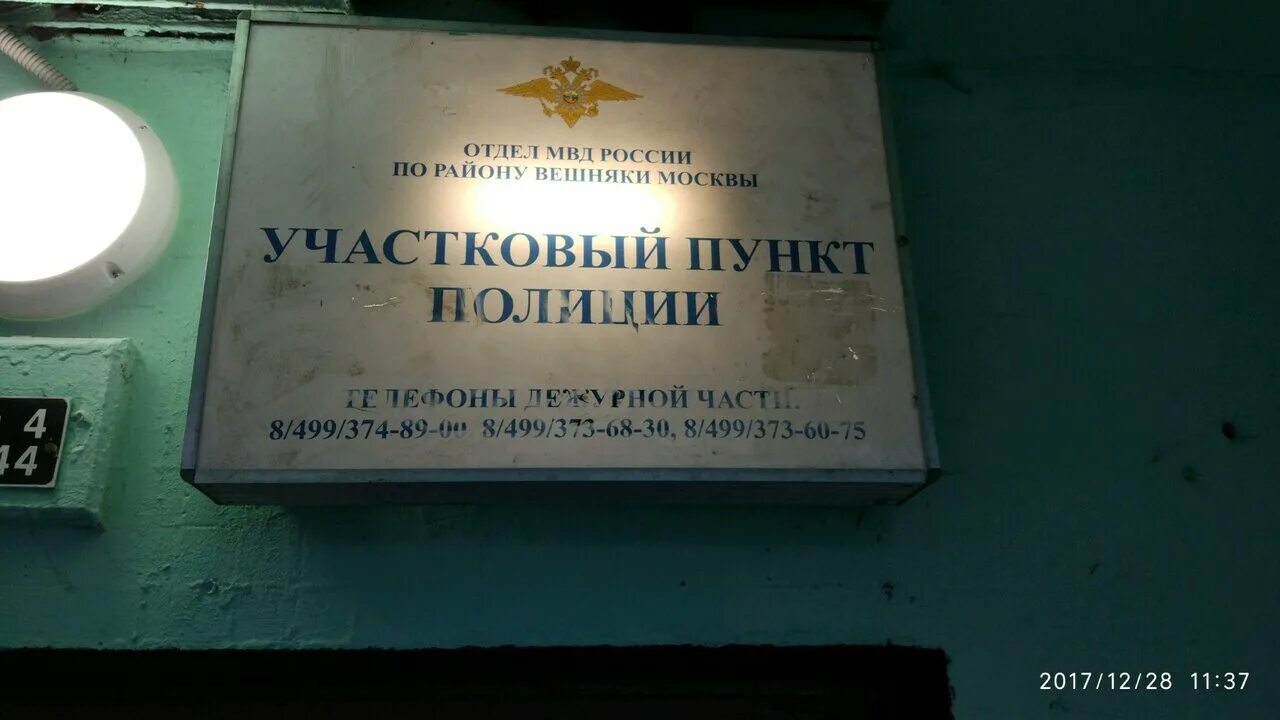 ОТДЕЛ МВД РОССИИ
ПО РАЙОНУ ВЕШНЯКИ МОСКВЫ
УЧАСТКОВЫЙ ПУНКТ
ПОЛИЦИИ
ТЕЛЕФОНЫ ДЕЖУРНОЙ ЧАСТИ:
8/499/374-89-00, 8/499/373-68-30, 8/499/373-60-75
4
44
2017/12/28 11:37